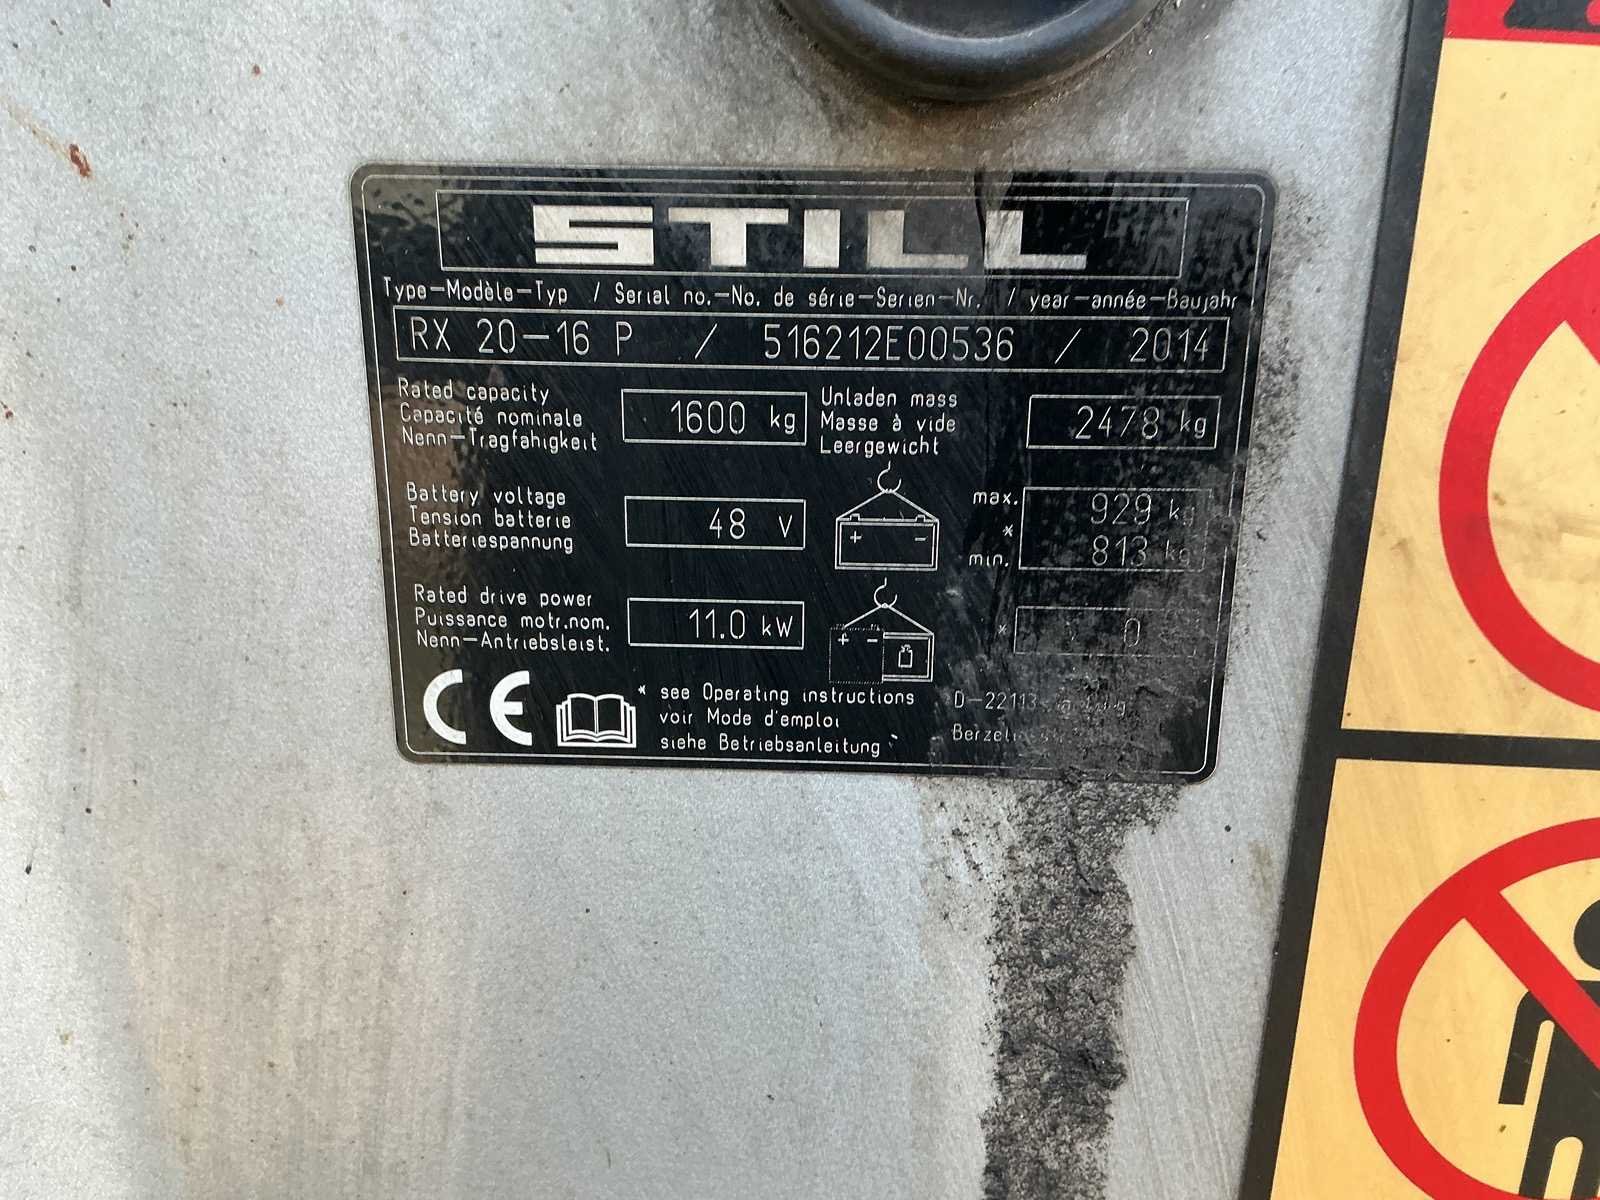 STILL
Type-Modèle-Typ / Serial no.-No. de série-Serien-Nr. / year-année-Baujahr
RX 20-16 P / 516212E00536 / 2014
Rated capacity
Capacité nominale
Nenn-Tragfähigkeit
1600 kg
Unladen mass
Masse à vide
Leergewicht
2478 kg
Battery voltage
Tension batterie
Batteriespannung
48 V
+ -
max. 929 kg
*
min. 813 kg
Rated drive power
Puissance motr.nom.
Nenn-Antriebsleist.
11.0 kW
+ -
* 0
CE
* see Operating instructions
voir Mode d'emploi
siehe Betriebsanleitung
D-22113